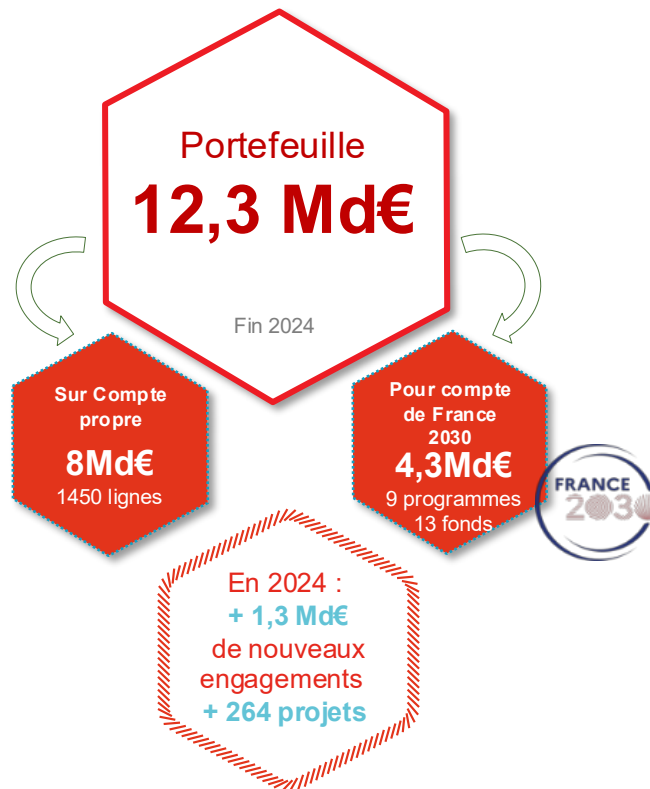 Portefeuille
12,3 Md€
Fin 2024
Sur Compte
propre
8Md€
1450 lignes
Pour compte
de France
2030
4,3Md€
9 programmes
13 fonds
FRANCE
2030
En 2024 :
+ 1,3 Md€
de nouveaux
engagements
+ 264 projets